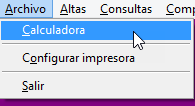 Archivo Altas Consultas
Calculadora
Configurar impresora
Salir